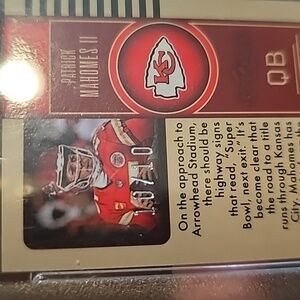 PATRICK
MAHOMES II
KC
QB
On the approach to
Arrowhead Stadium,
there should be
highway signs
that read, "Super
Bowl, next exit." It's
become clear that
the road to a title
runs through Kansas
City. Mahomes has